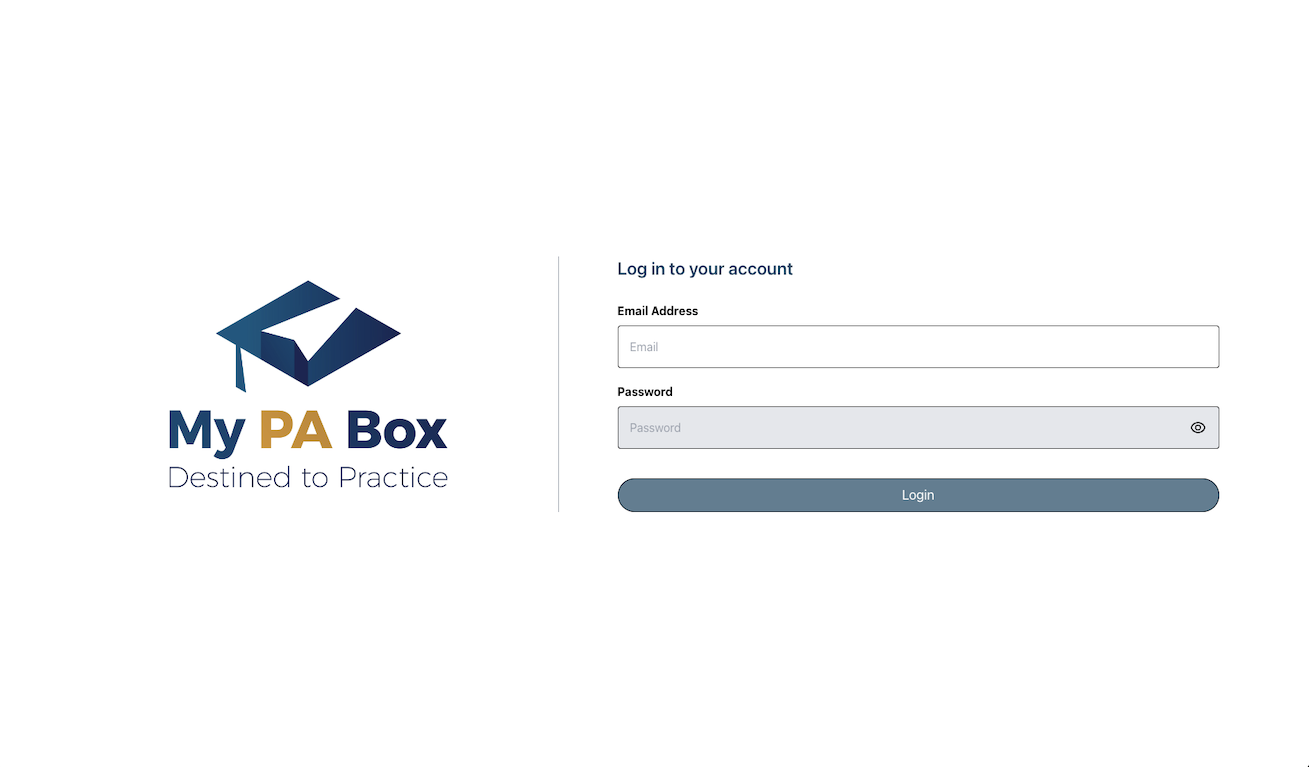 My PA Box
Destined to Practice
Log in to your account
Email Address
Email
Password
Password
Login